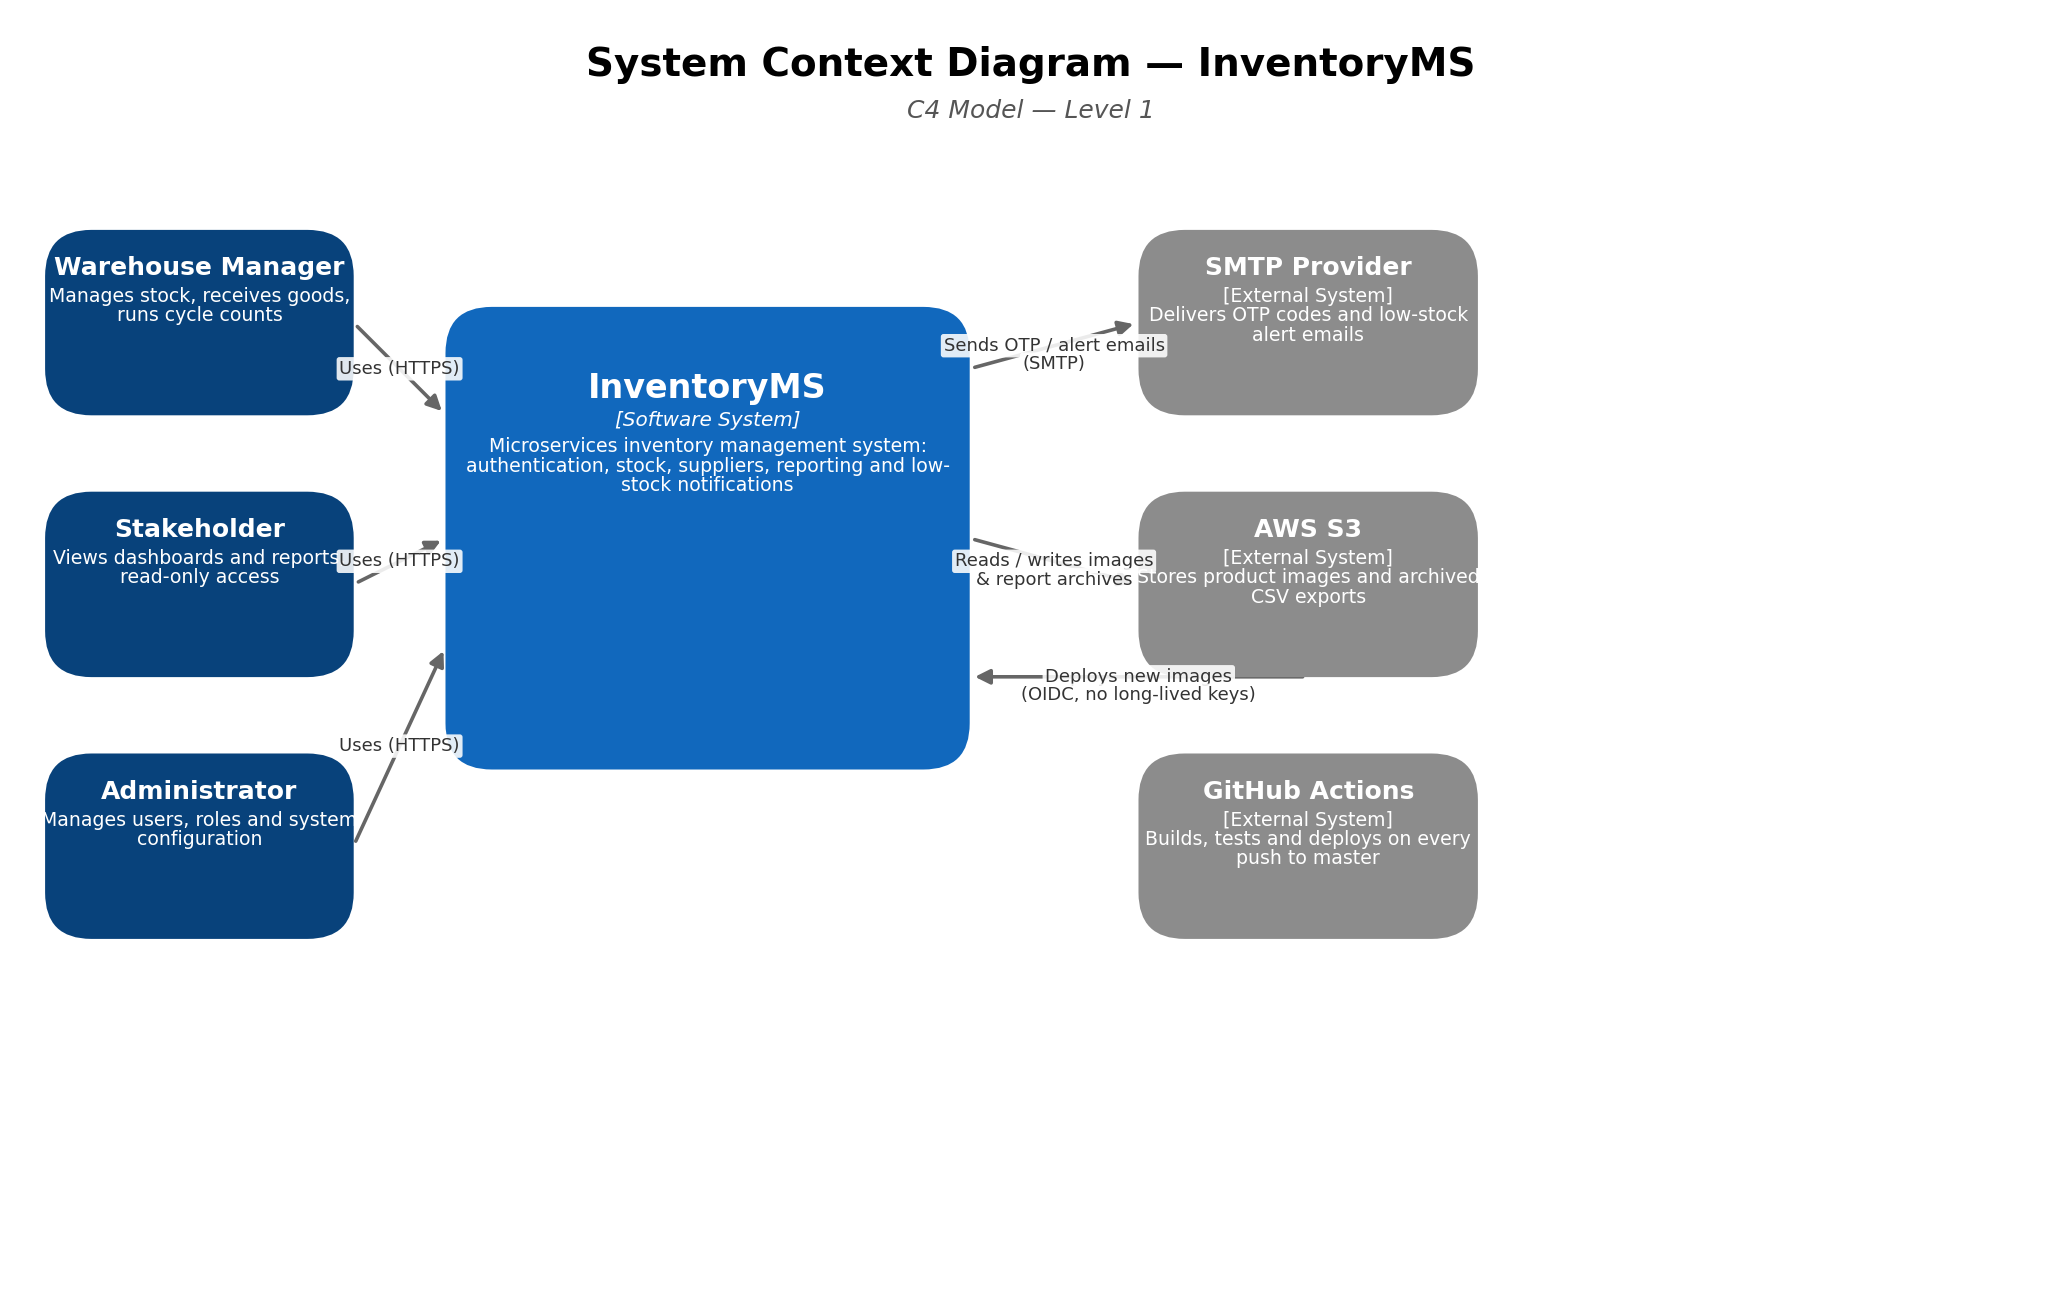 System Context Diagram — InventoryMS
C4 Model — Level 1
Warehouse Manager
Manages stock, receives goods,
runs cycle counts
Uses (HTTPS)
Stakeholder
Views dashboards and reports
read-only access
Uses (HTTPS)
Administrator
Manages users, roles and system
configuration
Uses (HTTPS)
InventoryMS
[Software System]
Microservices inventory management system:
authentication, stock, suppliers, reporting and low-
stock notifications
Sends OTP / alert emails
(SMTP)
Reads / writes images
& report archives
Deploys new images
(OIDC, no long-lived keys)
SMTP Provider
[External System]
Delivers OTP codes and low-stock
alert emails
AWS S3
[External System]
Stores product images and archived
CSV exports
GitHub Actions
[External System]
Builds, tests and deploys on every
push to master